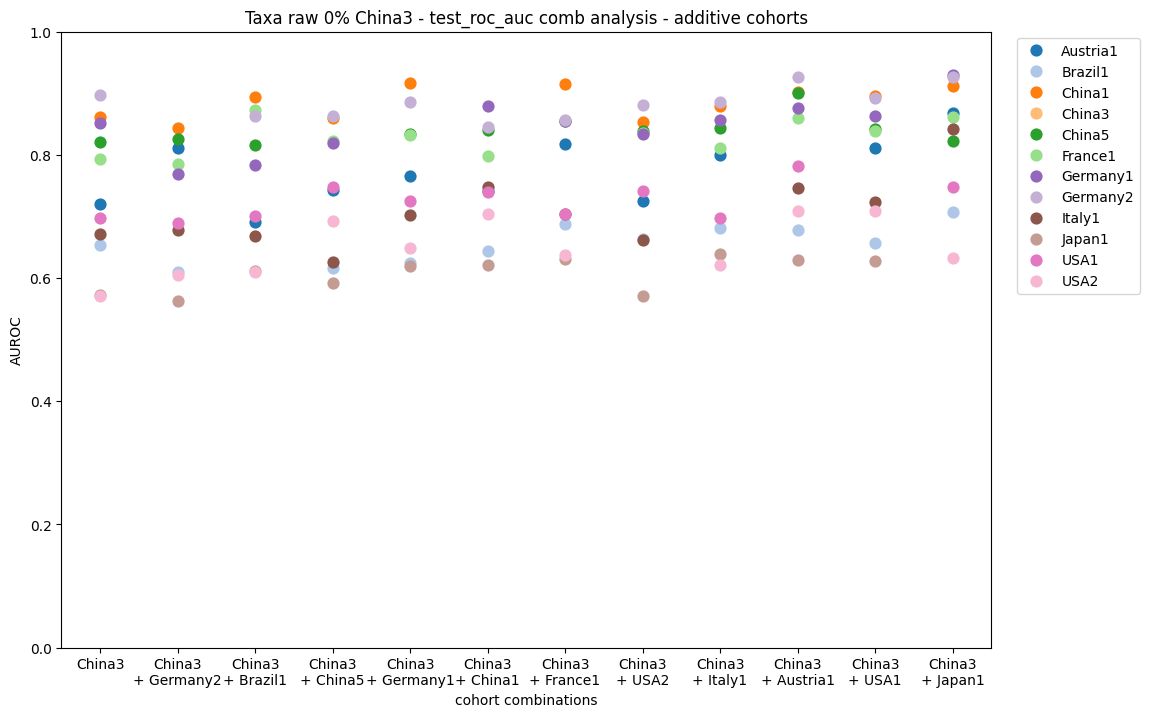 Taxa raw 0% China3 - test_roc_auc comb analysis - additive cohorts
AUROC
1.0
0.8
0.6
0.4
0.2
0.0
China3
China3
+ Germany2
China3
+ Brazil1
China3
+ China5
China3
+ Germany1
China3
+ China1
China3
+ France1
China3
+ USA2
China3
+ Italy1
China3
+ Austria1
China3
+ USA1
China3
+ Japan1
cohort combinations
Austria1
Brazil1
China1
China3
China5
France1
Germany1
Germany2
Italy1
Japan1
USA1
USA2